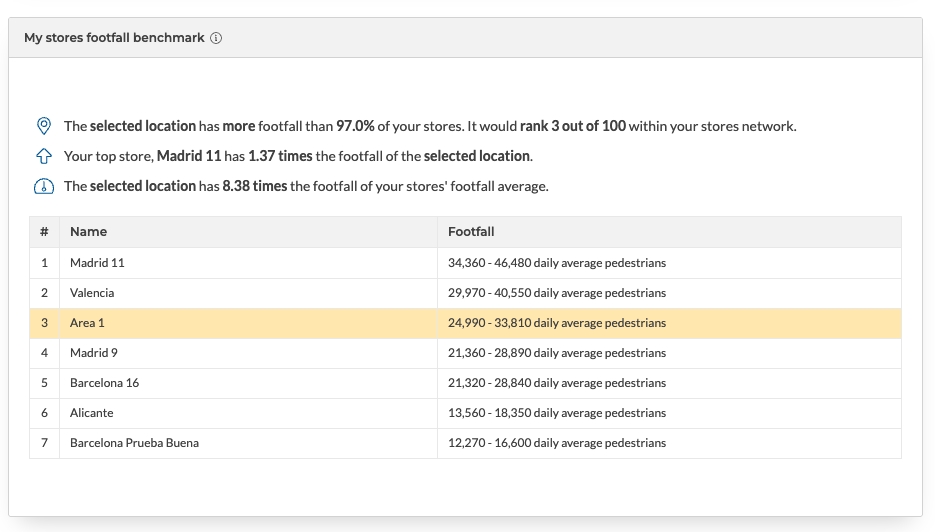 My stores footfall benchmark
The selected location has more footfall than 97.0% of your stores. It would rank 3 out of 100 within your stores network.
Your top store, Madrid 11 has 1.37 times the footfall of the selected location.
The selected location has 8.38 times the footfall of your stores' footfall average.
# Name Footfall
1 Madrid 11 34,360 - 46,480 daily average pedestrians
2 Valencia 29,970 - 40,550 daily average pedestrians
3 Area 1 24,990 - 33,810 daily average pedestrians
4 Madrid 9 21,360 - 28,890 daily average pedestrians
5 Barcelona 16 21,320 - 28,840 daily average pedestrians
6 Alicante 13,560 - 18,350 daily average pedestrians
7 Barcelona Prueba Buena 12,270 - 16,600 daily average pedestrians